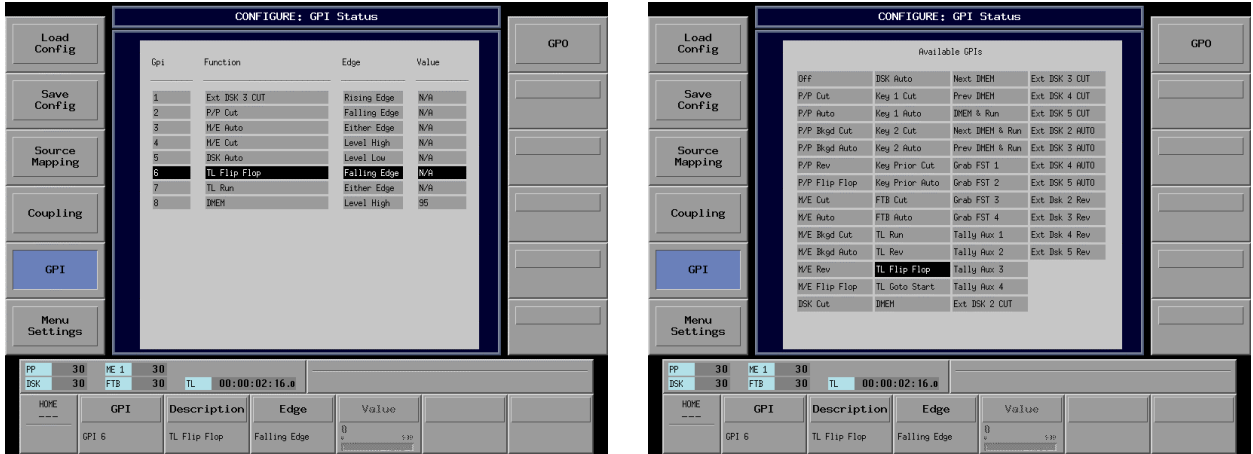 CONFIGURE: GPI Status
Load
Config
Save
Config
Source
Mapping
Coupling
GPI
Menu
Settings
GPO
Gpi Function Edge Value
1 Ext DSK 3 CUT Rising Edge N/A
2 P/P Cut Falling Edge N/A
3 M/E Auto Either Edge N/A
4 M/E Cut Level High N/A
5 DSK Auto Level Low N/A
6 TL Flip Flop Falling Edge N/A
7 TL Run Either Edge N/A
8 DMEM Level High 95
PP 30 ME 1 30
DSK 30 FTB 30 TL 00:00:02:16.0
HOME
---
GPI Description Edge Value
GPI 6 TL Flip Flop Falling Edge 0
CONFIGURE: GPI Status
Load
Config
Save
Config
Source
Mapping
Coupling
GPI
Menu
Settings
GPO
Available GPIs
Off DSK Auto Next DMEM Ext DSK 3 CUT
P/P Cut Key 1 Cut Prev DMEM Ext DSK 4 CUT
P/P Auto Key 1 Auto DMEM & Run Ext DSK 5 CUT
P/P Bkgd Cut Key 2 Cut Next DMEM & Run Ext DSK 2 AUTO
P/P Bkgd Auto Key 2 Auto Prev DMEM & Run Ext DSK 3 AUTO
P/P Rev Key Prior Cut Grab FST 1 Ext DSK 4 AUTO
P/P Flip Flop Key Prior Auto Grab FST 2 Ext DSK 5 AUTO
M/E Cut FTB Cut Grab FST 3 Ext Dsk 2 Rev
M/E Auto FTB Auto Grab FST 4 Ext Dsk 3 Rev
M/E Bkgd Cut TL Run Tally Aux 1 Ext Dsk 4 Rev
M/E Bkgd Auto TL Rev Tally Aux 2 Ext Dsk 5 Rev
M/E Rev TL Flip Flop Tally Aux 3
M/E Flip Flop TL Goto Start Tally Aux 4
DSK Cut DMEM Ext DSK 2 CUT
PP 30 ME 1 30
DSK 30 FTB 30 TL 00:00:02:16.0
HOME
---
GPI Description Edge Value
GPI 6 TL Flip Flop Falling Edge 0